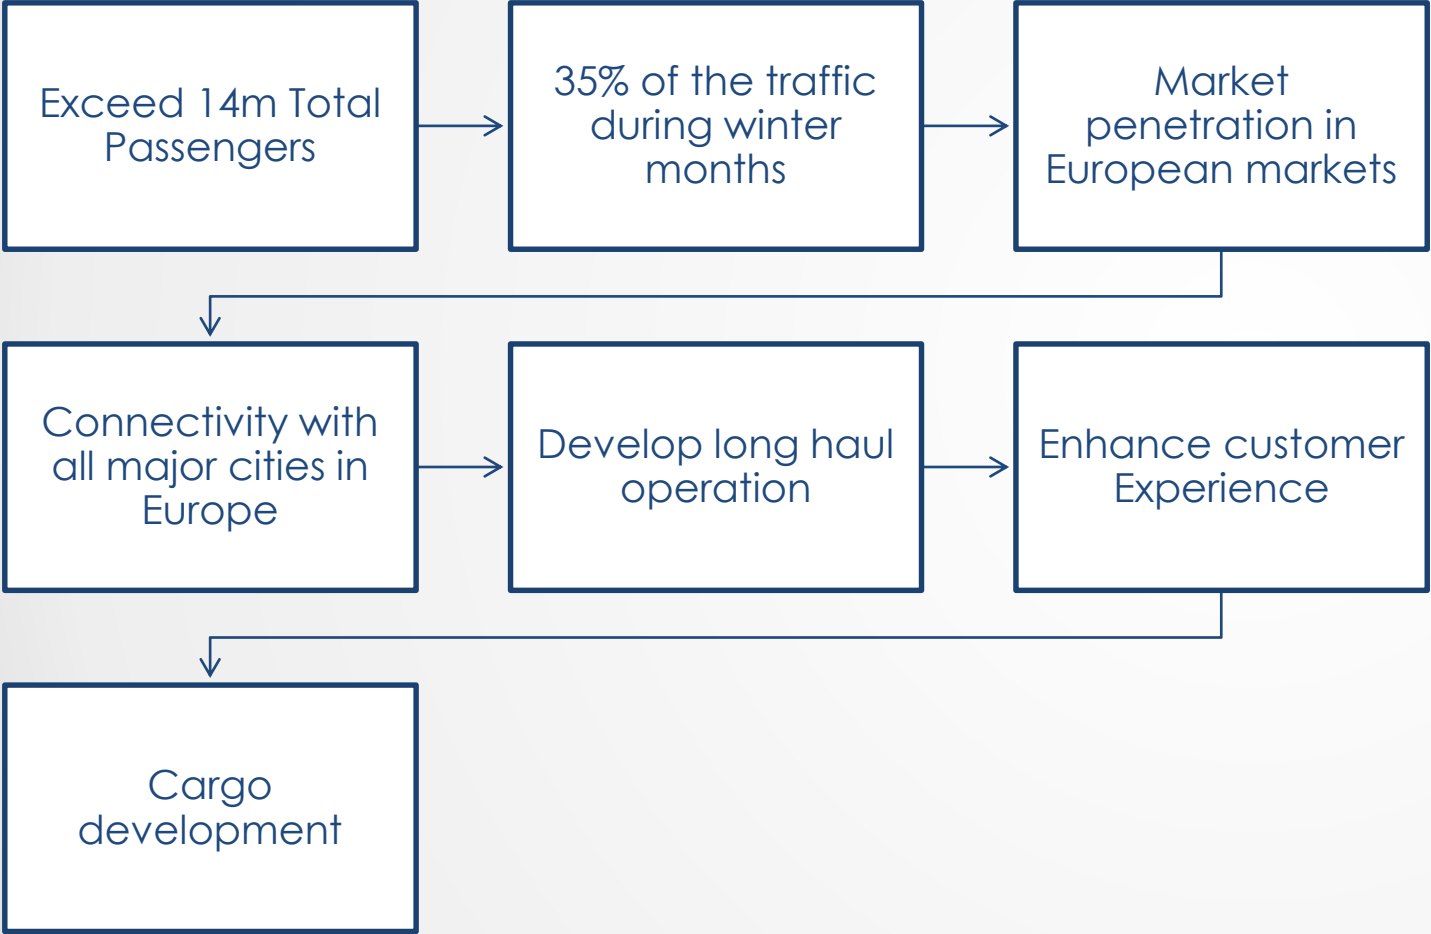 Exceed 14m Total
Passengers
35% of the traffic
during winter
months
Market
penetration in
European markets
Connectivity with
all major cities in
Europe
Develop long haul
operation
Enhance customer
Experience
Cargo
development